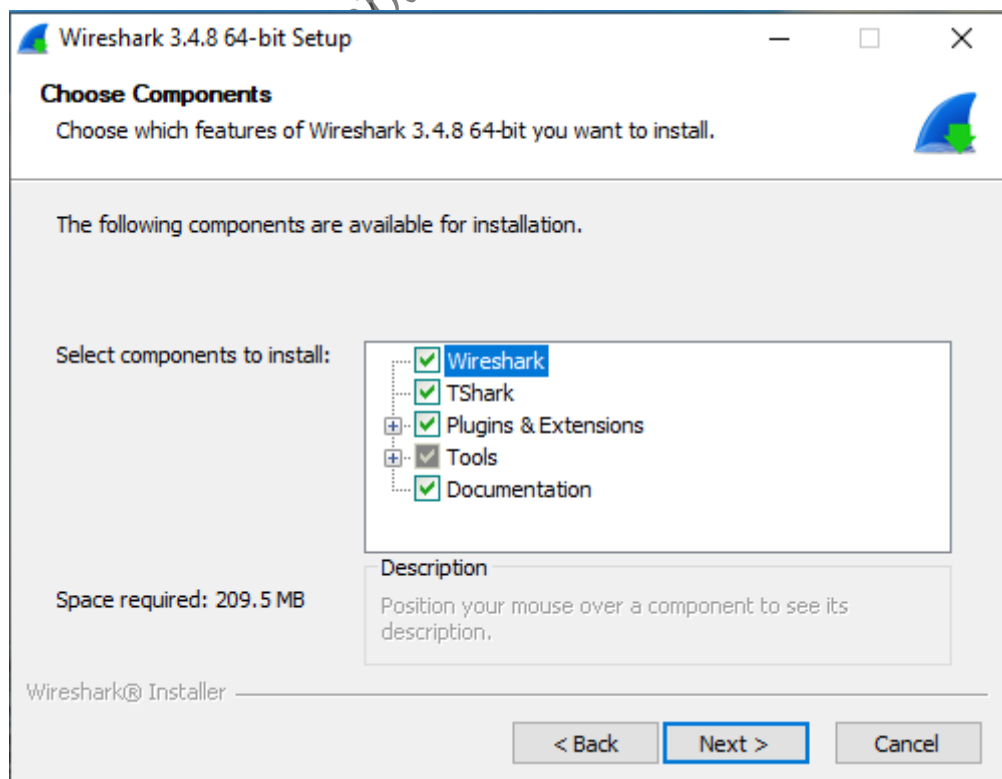 Wireshark 3.4.8 64-bit Setup
Choose Components
Choose which features of Wireshark 3.4.8 64-bit you want to install.
The following components are available for installation.
Select components to install:
Wireshark
TShark
Plugins & Extensions
Tools
Documentation
Space required: 209.5 MB
Description
Position your mouse over a component to see its
description.
Wireshark® Installer
< Back
Next >
Cancel